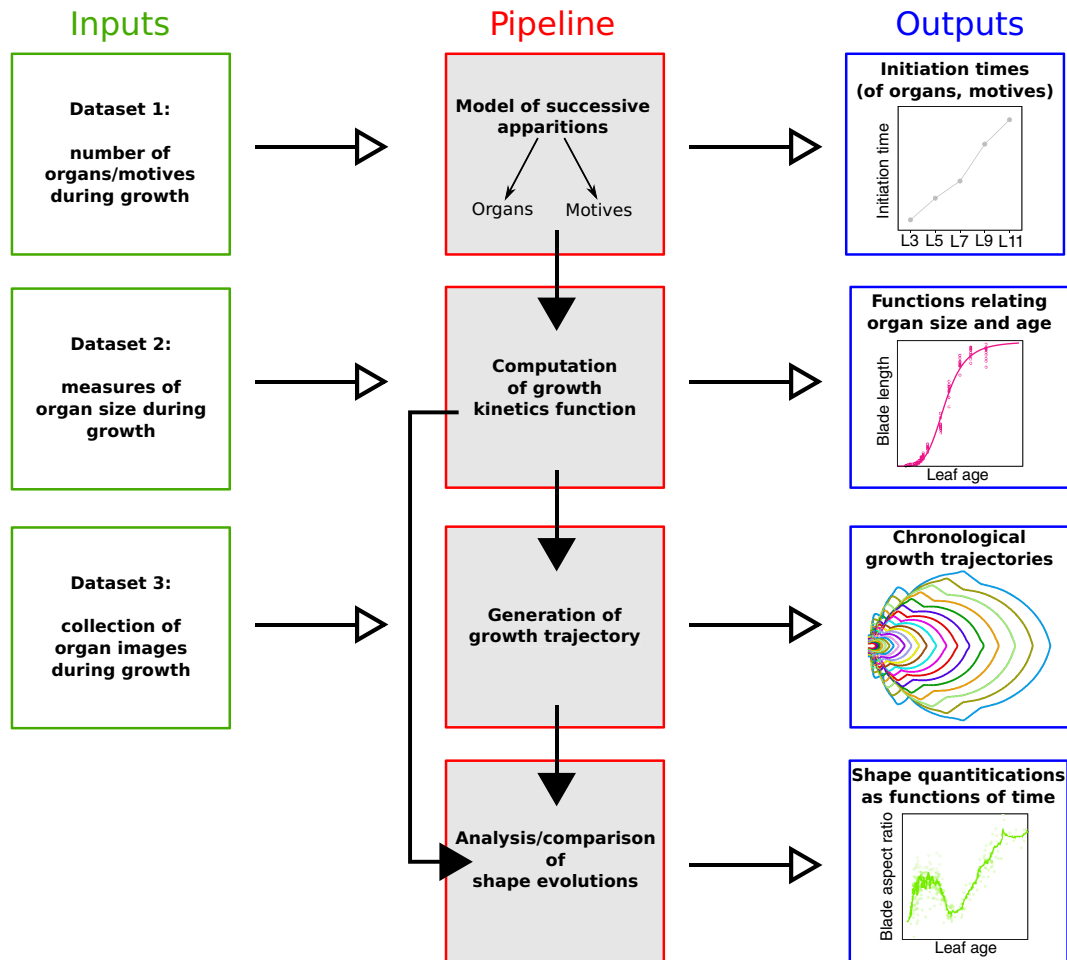 Inputs
Pipeline
Outputs
Dataset 1:
number of
organs/motives
during growth
Model of successive
apparitions
Organs
Motives
Initiation times
(of organs, motives)
Initiation time
L3 L5 L7 L9 L11
Dataset 2:
measures of
organ size during
growth
Computation
of growth
kinetics function
Functions relating
organ size and age
Blade length
Leaf age
Dataset 3:
collection of
organ images
during growth
Generation of
growth trajectory
Chronological
growth trajectories
Analysis/comparison
of
shape evolutions
Shape quantitications
as functions of time
Blade aspect ratio
Leaf age